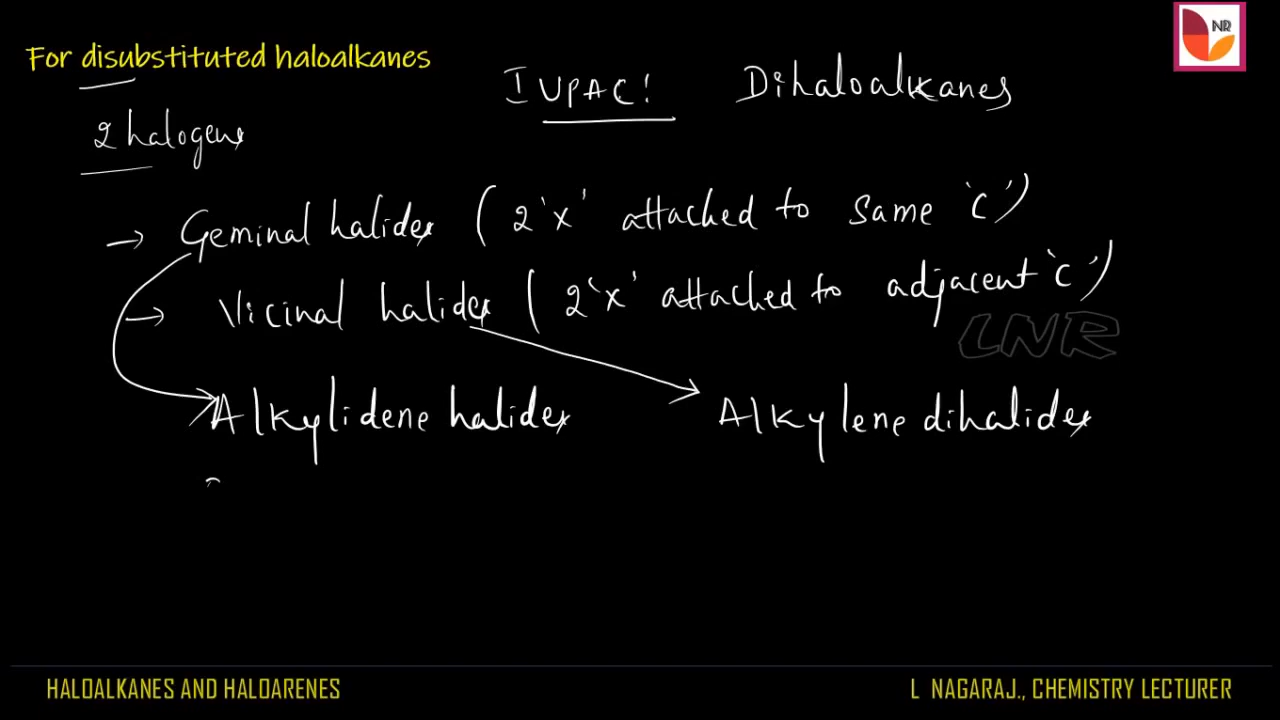 NR
For disubstituted haloalkanes
IUPAC: Dihaloalkanes
2 halogens
→ Geminal halides ( 2 'x' attached to same 'c')
→ Vicinal halides ( 2 'x' attached to adjacent 'c')
LNR
Alkylidene halides Alkylene dihalides
HALOALKANES AND HALOARENES L NAGARAJ., CHEMISTRY LECTURER